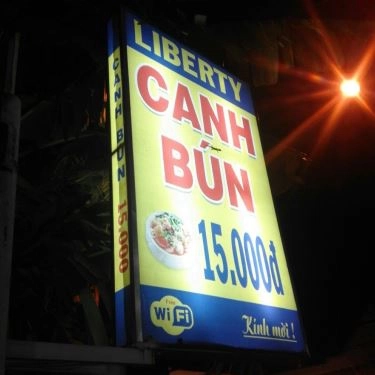 LIBERTY
CANH
BÚN
15.000đ
Free
Wi Fi
Kính mời !
CANH BÚN 15.000